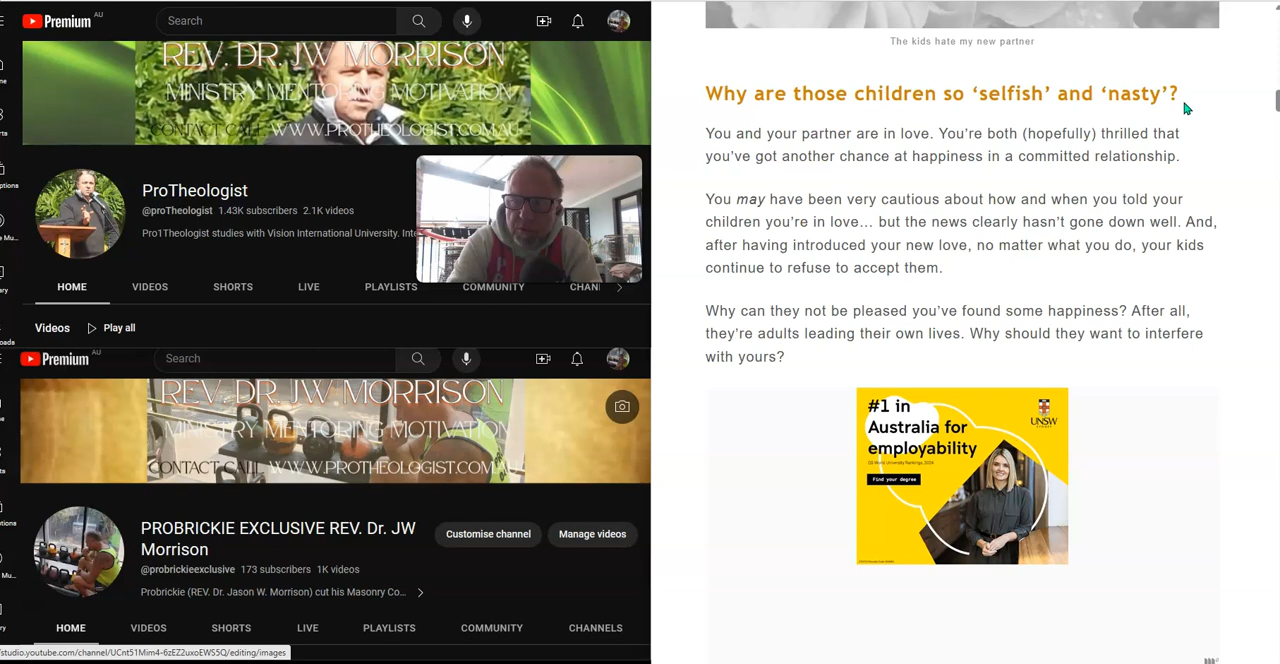 Premium AU
Search
REV. DR. JW MORRISON
MINISTRY MENTORING MOTIVATION
CONTACT CALL WWW.PROTHEOLOGIST.COM.AU
ProTheologist
@proTheologist 1.43K subscribers 2.1K videos
Pro1Theologist studies with Vision International University. Inte
HOME VIDEOS SHORTS LIVE PLAYLISTS COMMUNITY CHAN
Videos Play all
Premium AU
Search
REV. DR. JW MORRISON
MINISTRY MENTORING MOTIVATION
CONTACT CALL WWW.PROTHEOLOGIST.COM.AU
PROBRICKIE EXCLUSIVE REV. Dr. JW
Morrison
Customise channel
Manage videos
@probrickieexclusive 173 subscribers 1K videos
Probrickie (REV. Dr. Jason W. Morrison) cut his Masonry Co...
HOME VIDEOS SHORTS LIVE PLAYLISTS COMMUNITY CHANNELS
studio.youtube.com/channel/UCnt51Mim4-6zEZ2uxoEWS5Q/editing/images
The kids hate my new partner
Why are those children so ‘selfish’ and ‘nasty’?
You and your partner are in love. You’re both (hopefully) thrilled that
you’ve got another chance at happiness in a committed relationship.
You may have been very cautious about how and when you told your
children you’re in love… but the news clearly hasn’t gone down well. And,
after having introduced your new love, no matter what you do, your kids
continue to refuse to accept them.
Why can they not be pleased you’ve found some happiness? After all,
they’re adults leading their own lives. Why should they want to interfere
with yours?
#1 in
Australia for
employability
QS World University Rankings, 2024
Find your degree
UNSW
SYDNEY